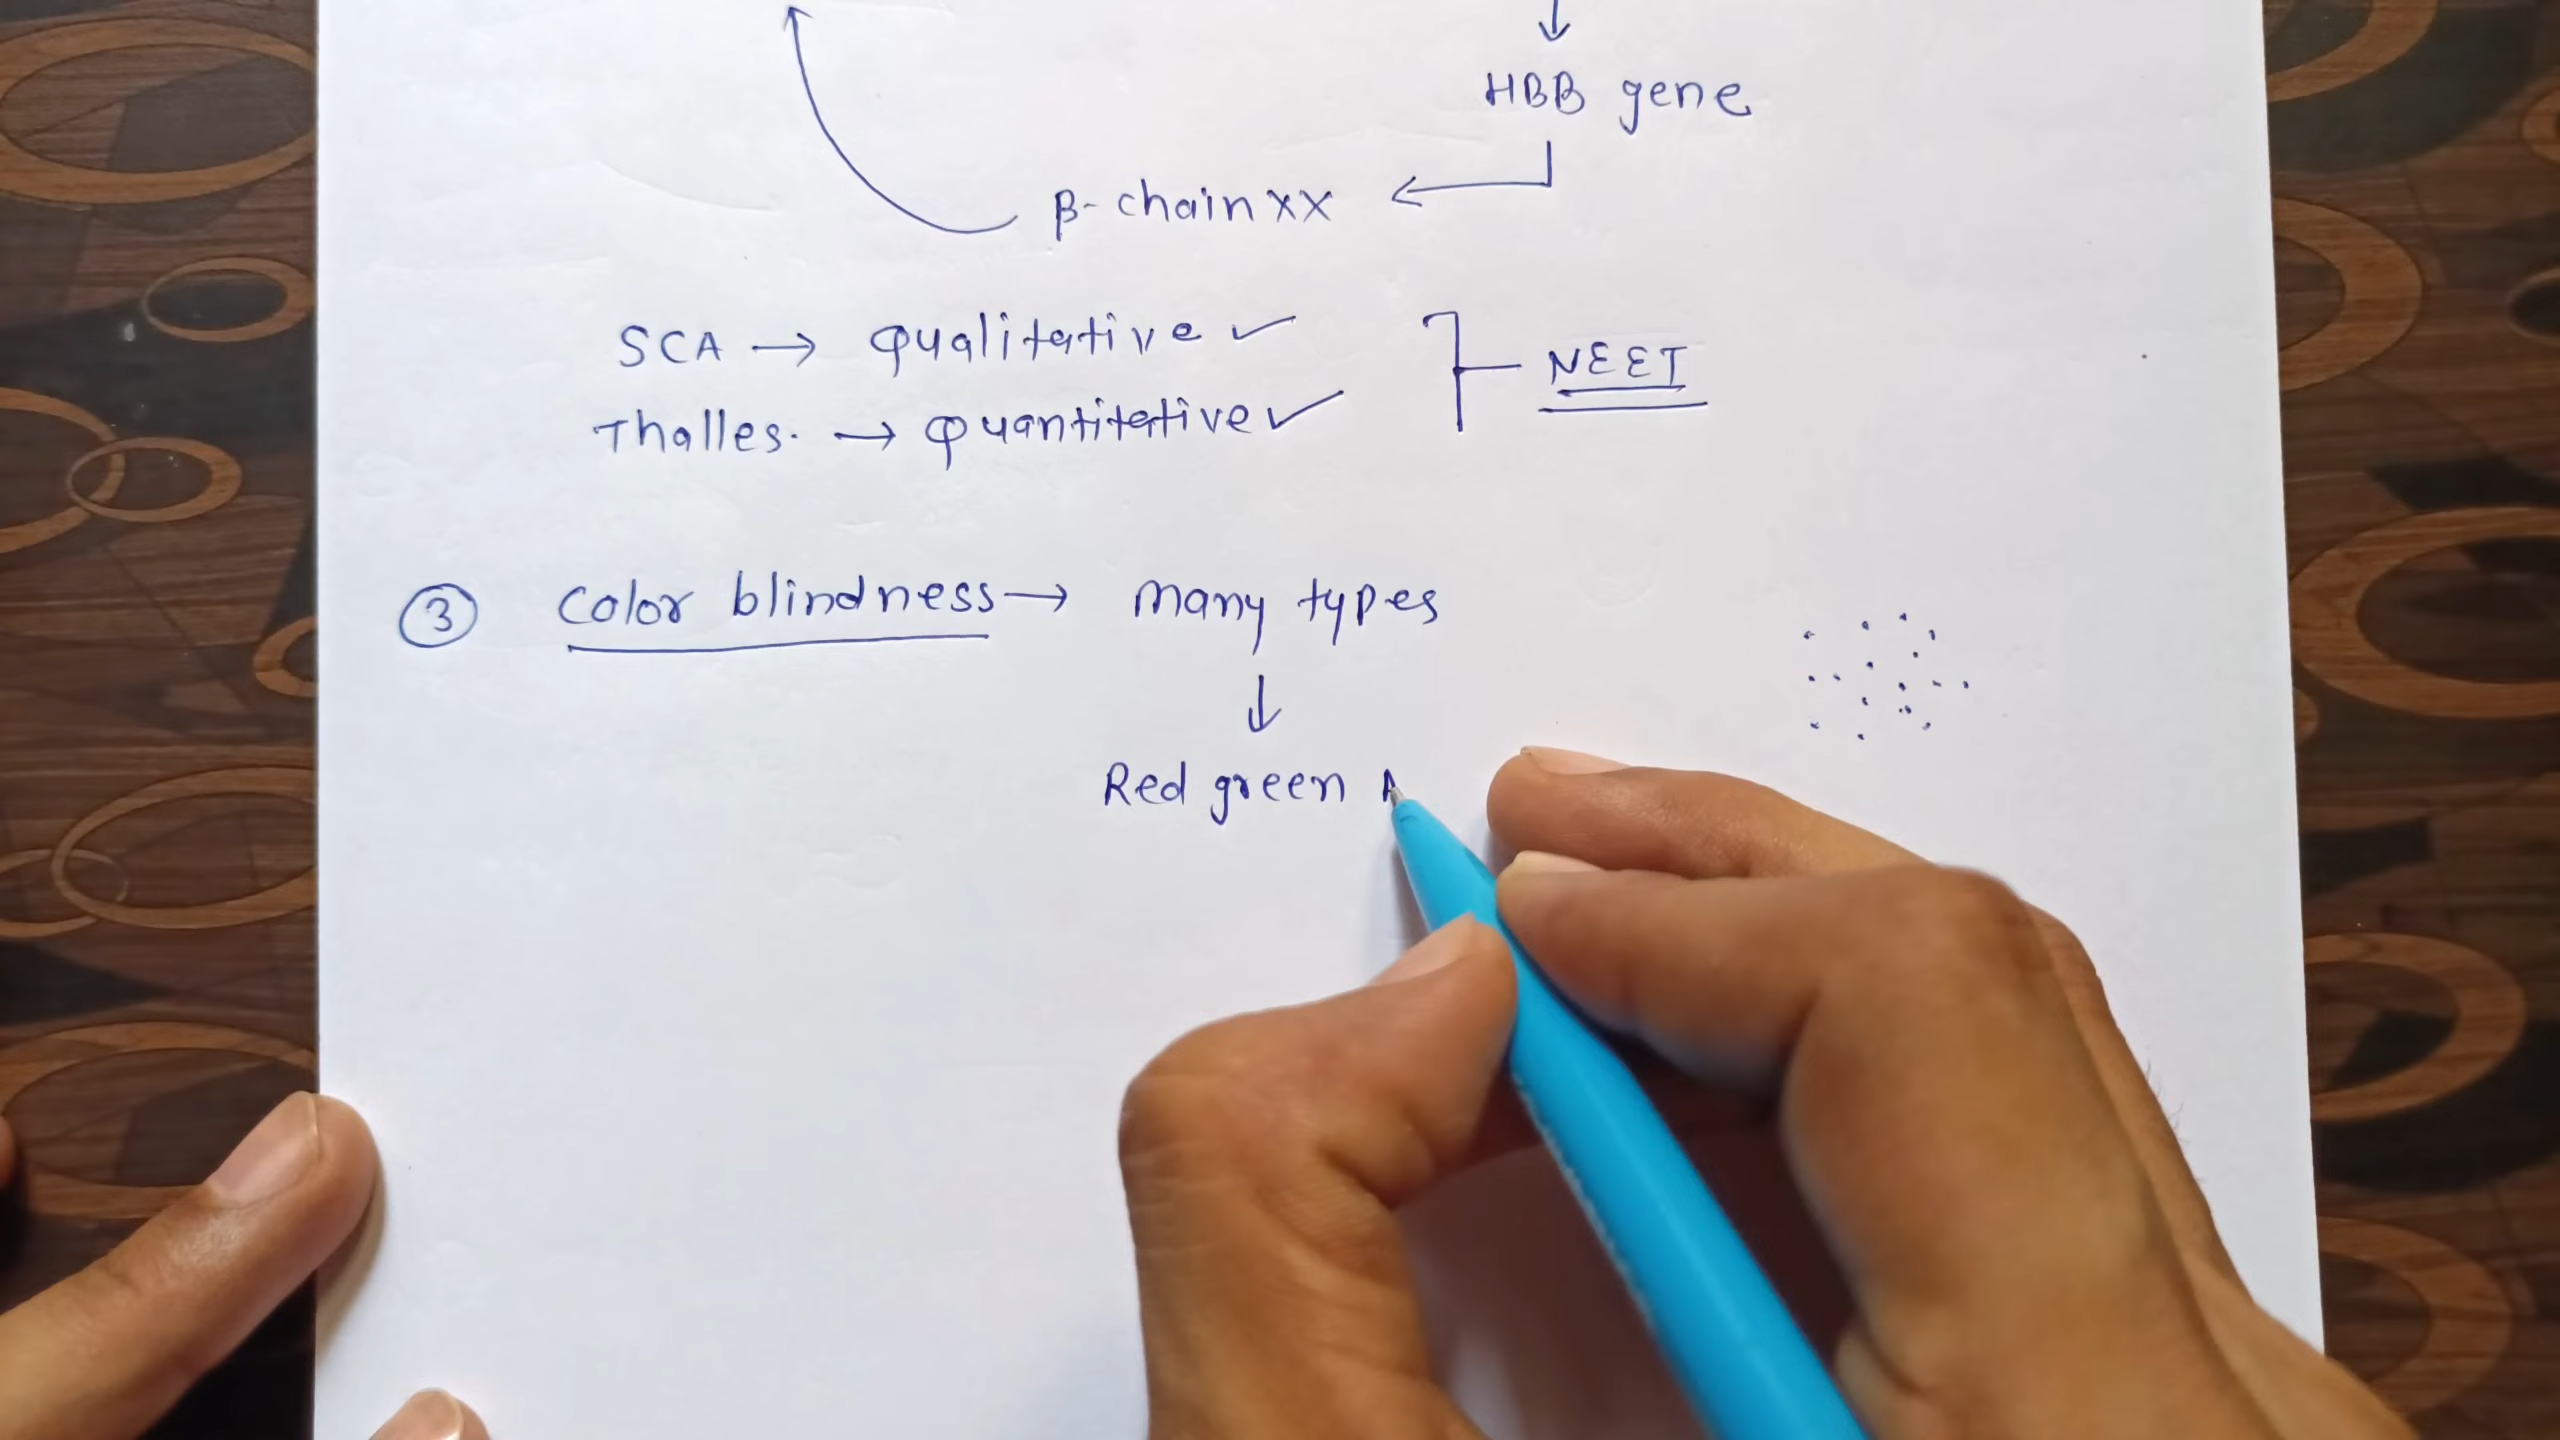 HBB gene
β-chain xx
SCA → qualitative ✓
Thalles. → quantitative ✓
NEET
③ Color blindness → many types
↓
Red green